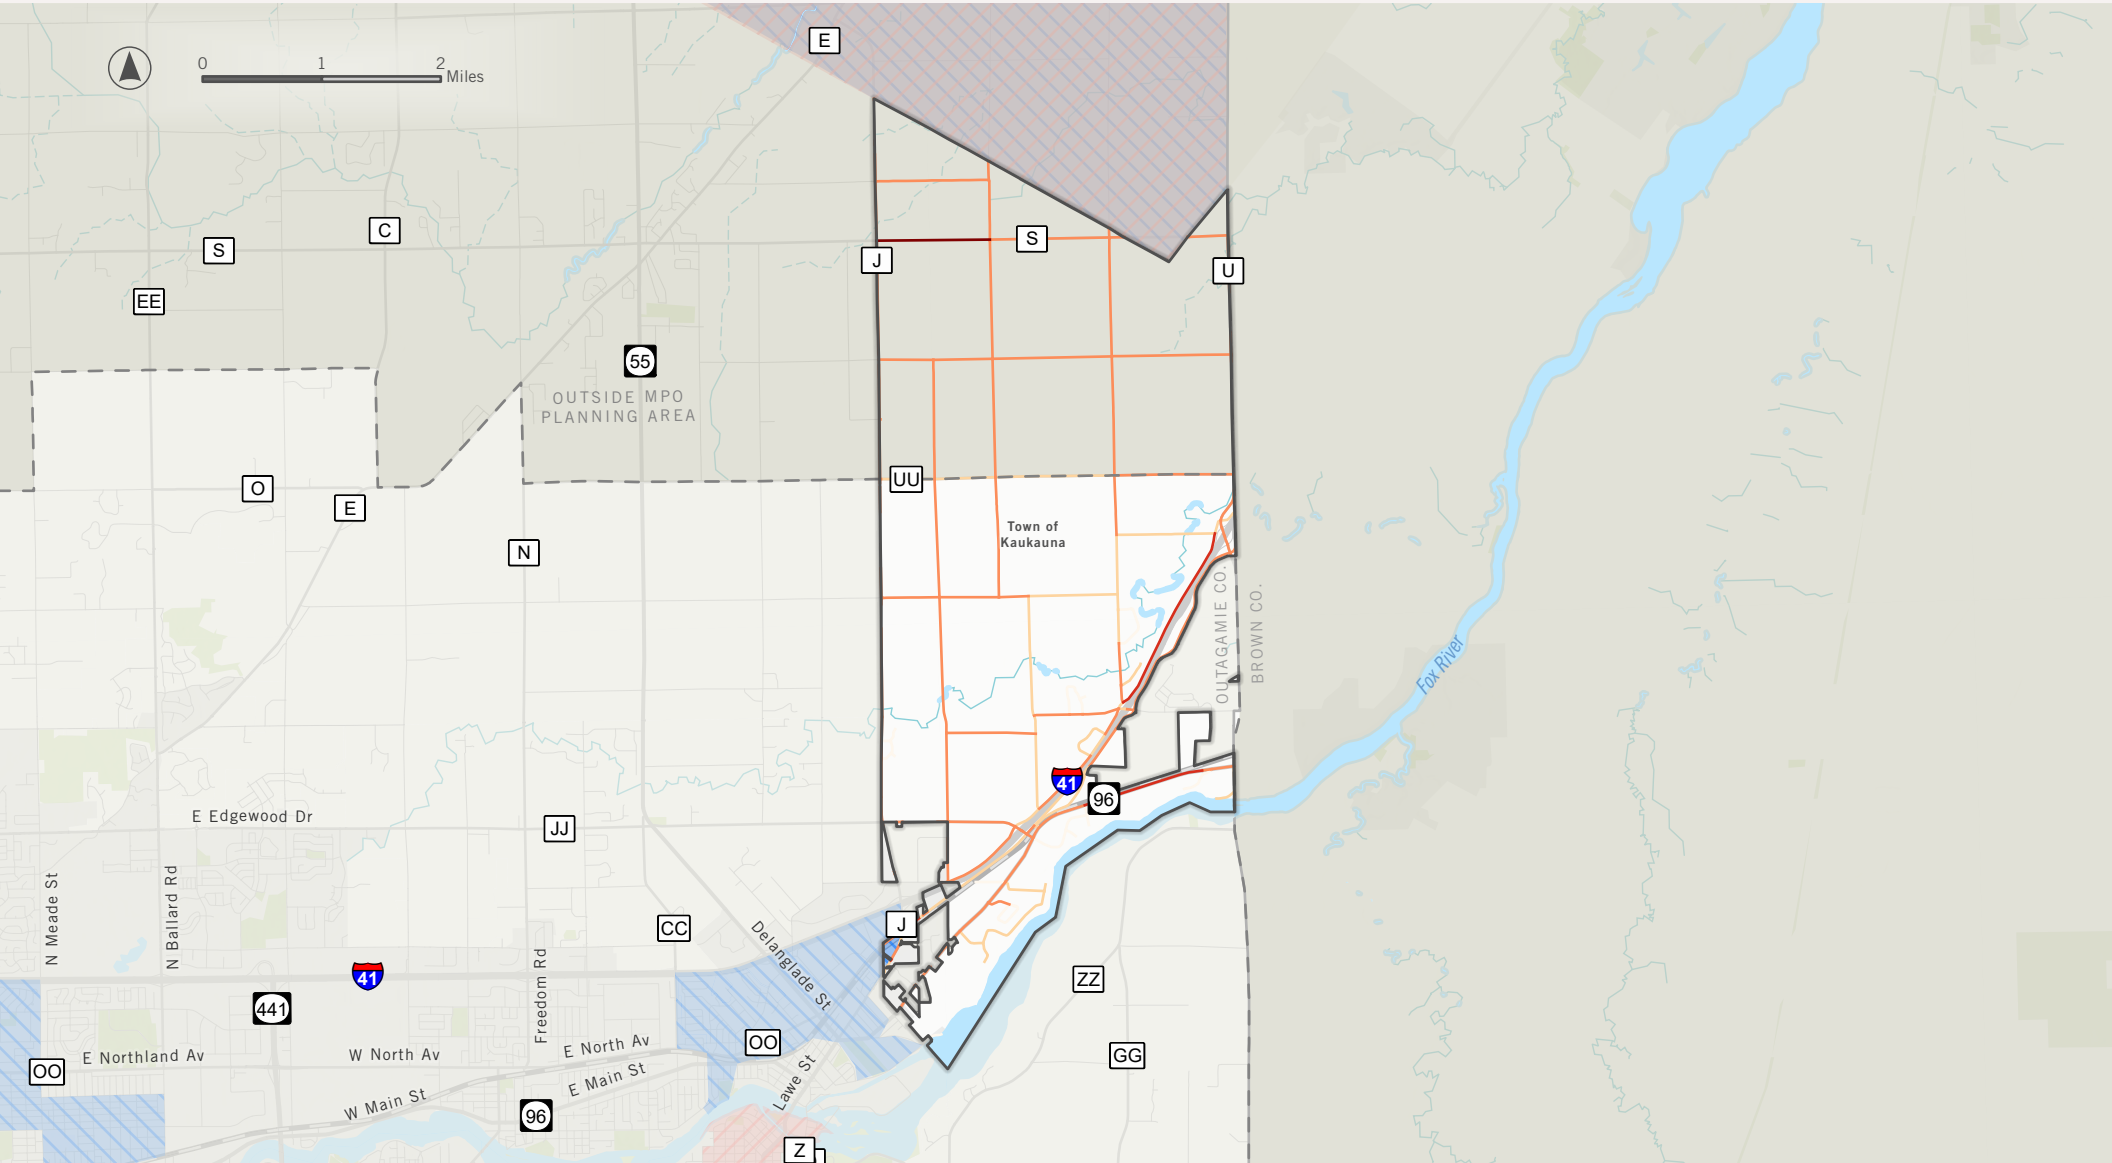 E
0 1 2
Miles
C
S
S
J
U
EE
55
OUTSIDE MPO
PLANNING AREA
UU
O
E
Town of
Kaukauna
N
OUTAGAMIE CO.
BROWN CO.
Fox River
41
96
E Edgewood Dr
JJ
N Meade St
N Ballard Rd
CC
J
Delanglade St
41
Freedom Rd
ZZ
441
OO
E North Av
W North Av
E Northland Av
GG
OO
E Main St
Lawe St
W Main St
96
Z